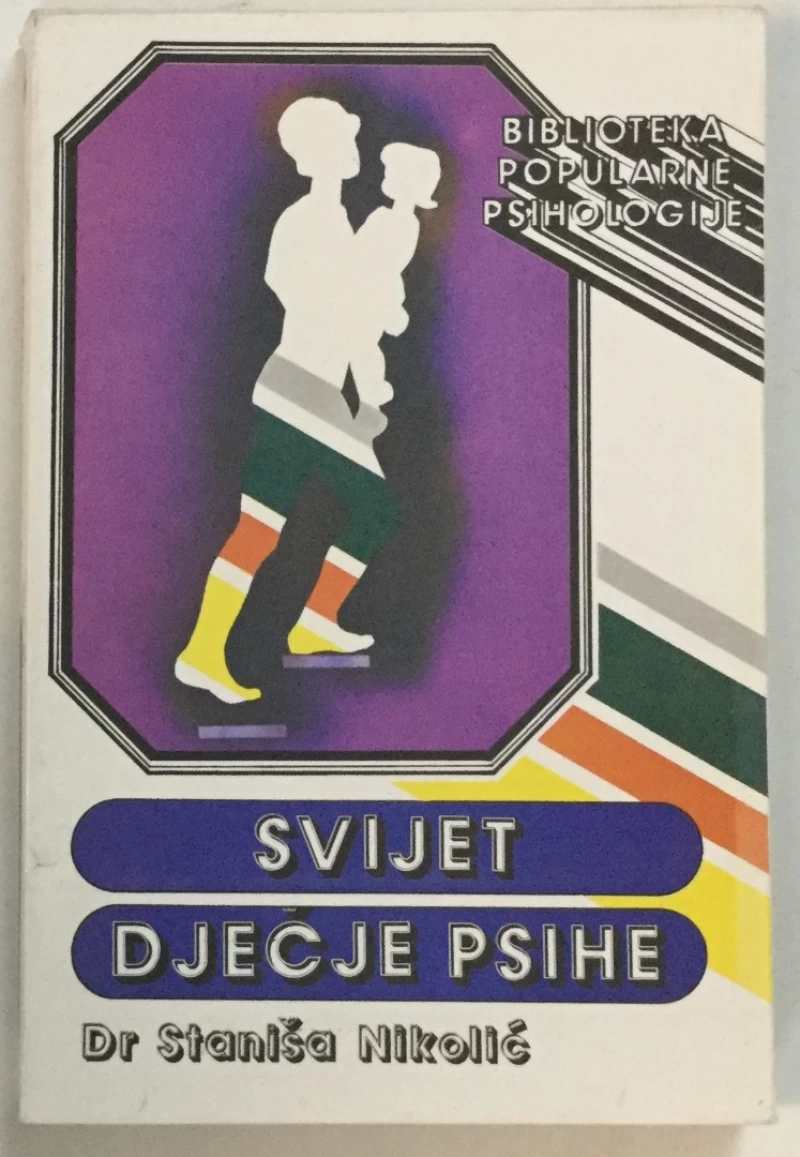 BIBLIOTEKA
POPULARNE
PSIHOLOGIJE
SVIJET
DJEČJE PSIHE
Dr Staniša Nikolić